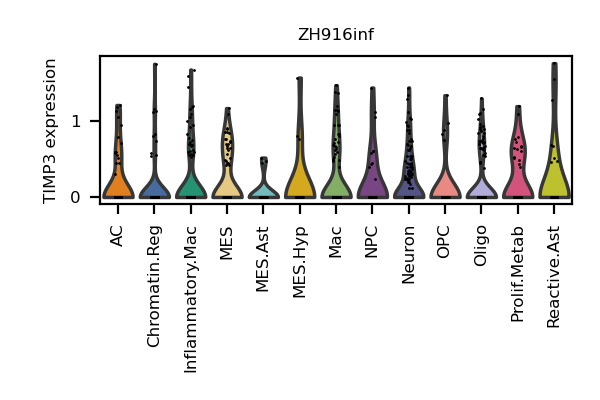 ZH916inf
TIMP3 expression
1
0
AC
Chromatin.Reg
Inflammatory.Mac
MES
MES.Ast
MES.Hyp
Mac
NPC
Neuron
OPC
Oligo
Prolif.Metab
Reactive.Ast